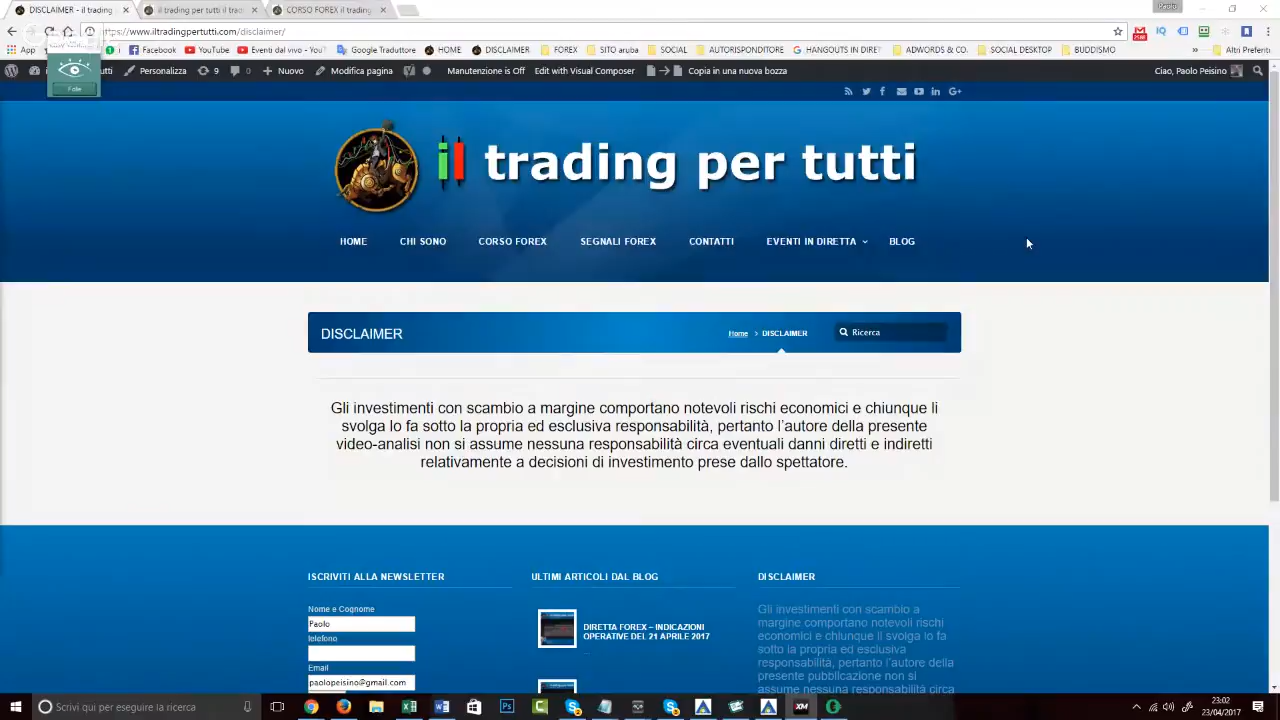 DISCLAIMER - il trading
il trading per tutti | tradi
CORSO FOREX
Paolo
https://www.iltradingpertutti.com/disclaimer/
App
Facebook
YouTube
Eventbrite - Voi
Google Traduttore
HOME
DISCLAIMER
FOREX
SITO aruba
SOCIAL
AUTORISPONDITORE
HANGOUTS IN DIRET
ADWORDS & CO.
SOCIAL DESKTOP
BUDDISMO
Altri Preferiti
Personalizza
9
0
Nuovo
Modifica pagina
Manutenzione is Off
Edit with Visual Composer
Copia in una nuova bozza
Ciao, Paolo Peisino
il trading per tutti
HOME
CHI SONO
CORSO FOREX
SEGNALI FOREX
CONTATTI
EVENTI IN DIRETTA
BLOG
DISCLAIMER
Home > DISCLAIMER
Ricerca
Gli investimenti con scambio a margine comportano notevoli rischi economici e chiunque li
svolga lo fa sotto la propria ed esclusiva responsabilità, pertanto l'autore della presente
video-analisi non si assume nessuna responsabilità circa eventuali danni diretti e indiretti
relativamente a decisioni di investimento prese dallo spettatore.
ISCRIVITI ALLA NEWSLETTER
Nome e Cognome
Paolo
telefono
Email
paolopeisino@gmail.com
ULTIMI ARTICOLI DAL BLOG
DIRETTA FOREX – INDICAZIONI
OPERATIVE DEL 21 APRILE 2017
...
DISCLAIMER
Gli investimenti con scambio a
margine comportano notevoli rischi
economici e chiunque li svolga lo fa
sotto la propria ed esclusiva
responsabilità, pertanto l'autore della
presente pubblicazione non si
assume nessuna responsabilità circa
Scrivi qui per eseguire la ricerca
23:02
23/04/2017